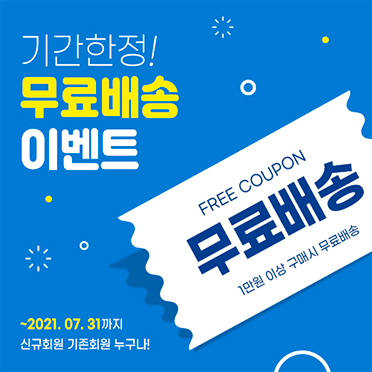 기간한정!
무료배송
이벤트
FREE COUPON
무료배송
1만원 이상 구매시 무료배송
~2021. 07. 31까지
신규회원 기존회원 누구나!